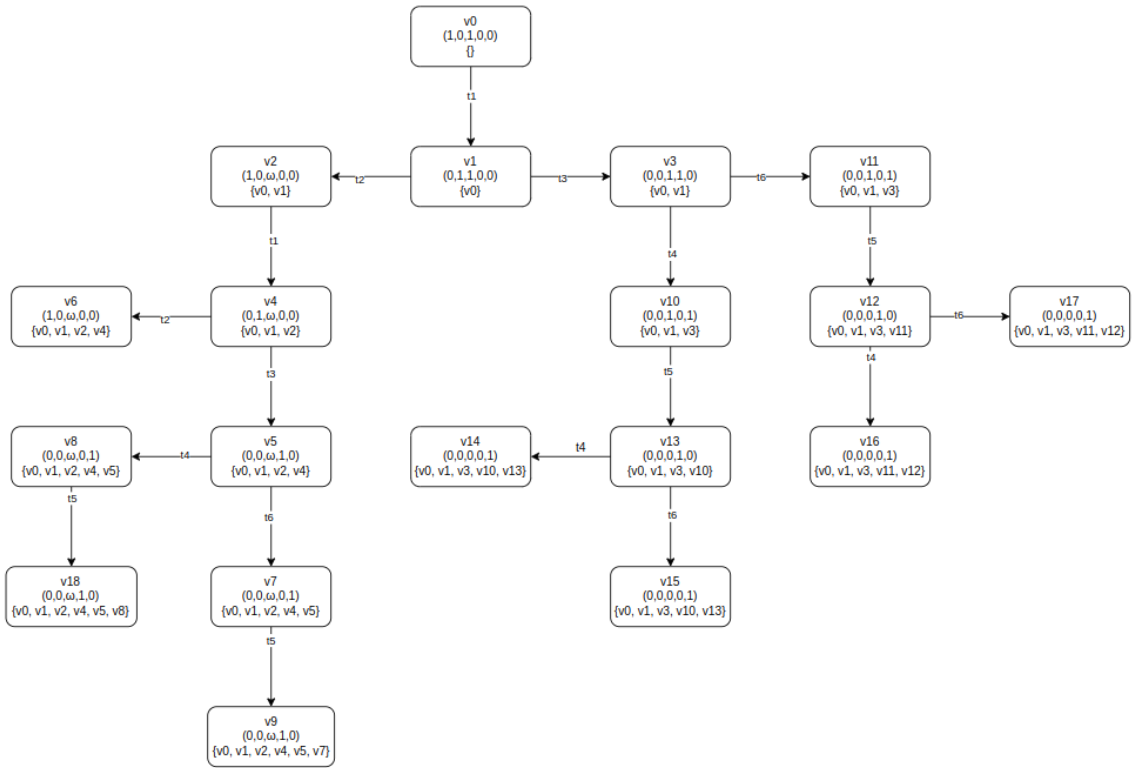 v0
(1,0,1,0,0)
{}
t1
v2
(1,0,ω,0,0)
{v0, v1}
t2
v1
(0,1,1,0,0)
{v0}
t3
v3
(0,0,1,1,0)
{v0, v1}
t6
v11
(0,0,1,0,1)
{v0, v1, v3}
t1
t4
t5
v6
(1,0,ω,0,0)
{v0, v1, v2, v4}
t2
v4
(0,1,ω,0,0)
{v0, v1, v2}
v10
(0,0,1,0,1)
{v0, v1, v3}
v12
(0,0,0,1,0)
{v0, v1, v3, v11}
t6
v17
(0,0,0,0,1)
{v0, v1, v3, v11, v12}
t3
t5
t4
v8
(0,0,ω,0,1)
{v0, v1, v2, v4, v5}
t4
v5
(0,0,ω,1,0)
{v0, v1, v2, v4}
v14
(0,0,0,0,1)
{v0, v1, v3, v10, v13}
t4
v13
(0,0,0,1,0)
{v0, v1, v3, v10}
v16
(0,0,0,0,1)
{v0, v1, v3, v11, v12}
t5
t6
t6
v18
(0,0,ω,1,0)
{v0, v1, v2, v4, v5, v8}
v7
(0,0,ω,0,1)
{v0, v1, v2, v4, v5}
v15
(0,0,0,0,1)
{v0, v1, v3, v10, v13}
t5
v9
(0,0,ω,1,0)
{v0, v1, v2, v4, v5, v7}